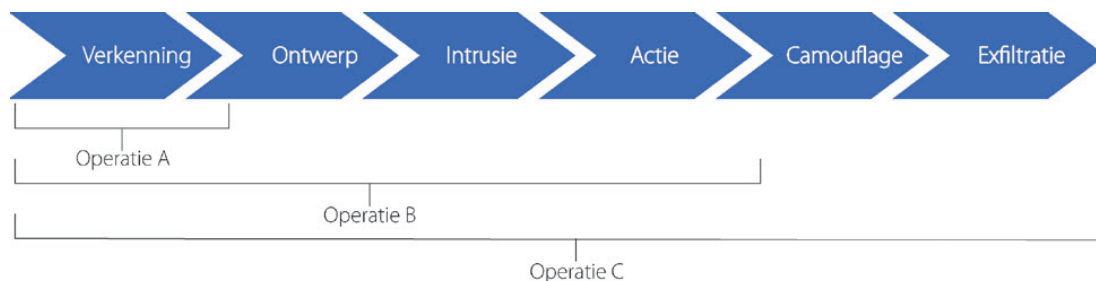 Verkenning Ontwerp Intrusie Actie Camouflage Exfiltratie
Operatie A
Operatie B
Operatie C